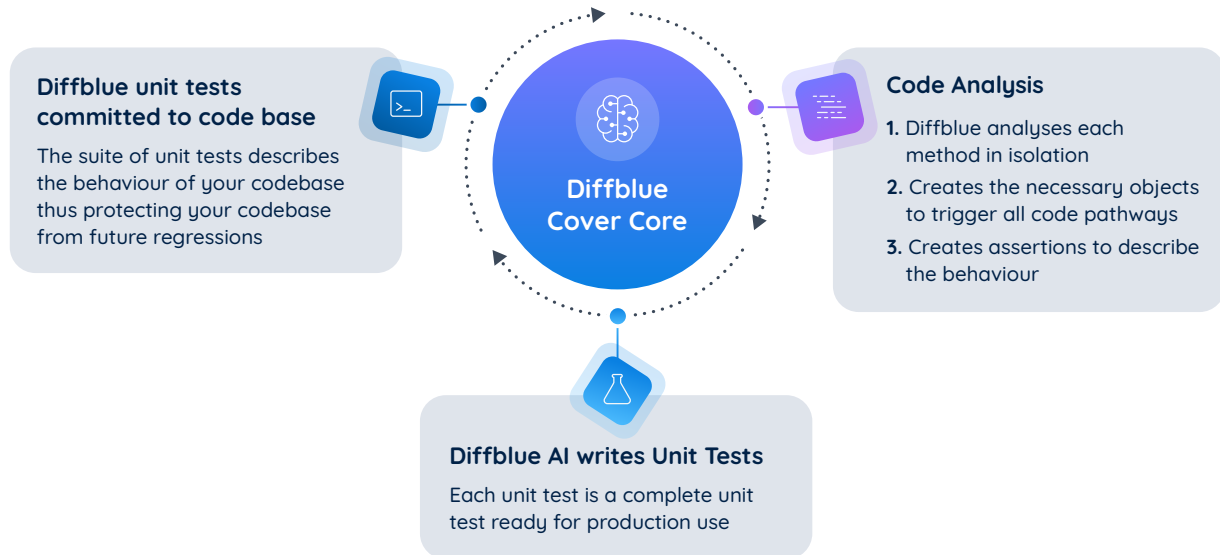 Diffblue unit tests
committed to code base
The suite of unit tests describes
the behaviour of your codebase
thus protecting your codebase
from future regressions
>_
Diffblue
Cover Core
Code Analysis
1. Diffblue analyses each
method in isolation
2. Creates the necessary objects
to trigger all code pathways
3. Creates assertions to describe
the behaviour
Diffblue AI writes Unit Tests
Each unit test is a complete unit
test ready for production use